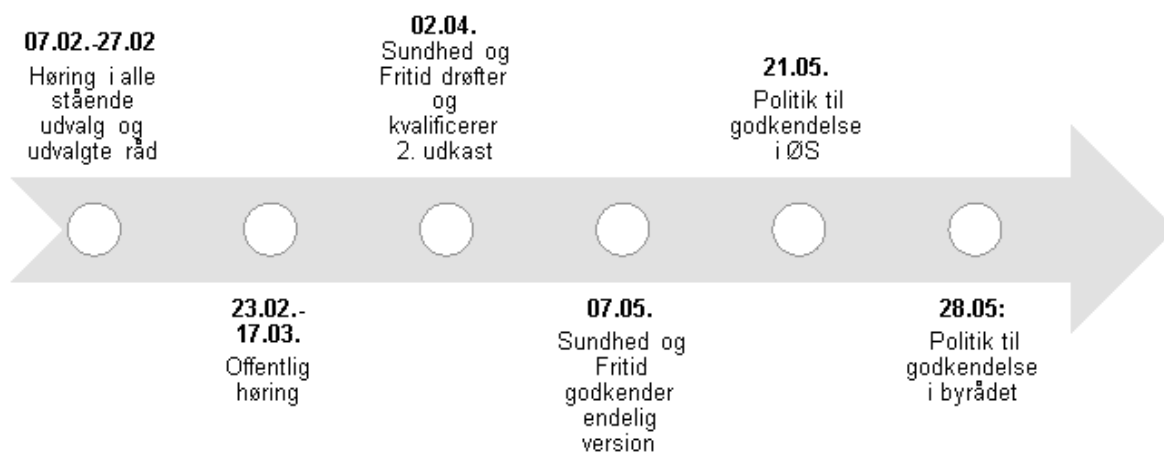 07.02.-27.02
Høring i alle
stående
udvalg og
udvalgte råd
23.02.-
17.03.
Offentlig
høring
02.04.
Sundhed og
Fritid drøfter
og
kvalificerer
2. udkast
07.05.
Sundhed og
Fritid
godkender
endelig
version
21.05.
Politik til
godkendelse
i ØS
28.05:
Politik til
godkendelse
i byrådet